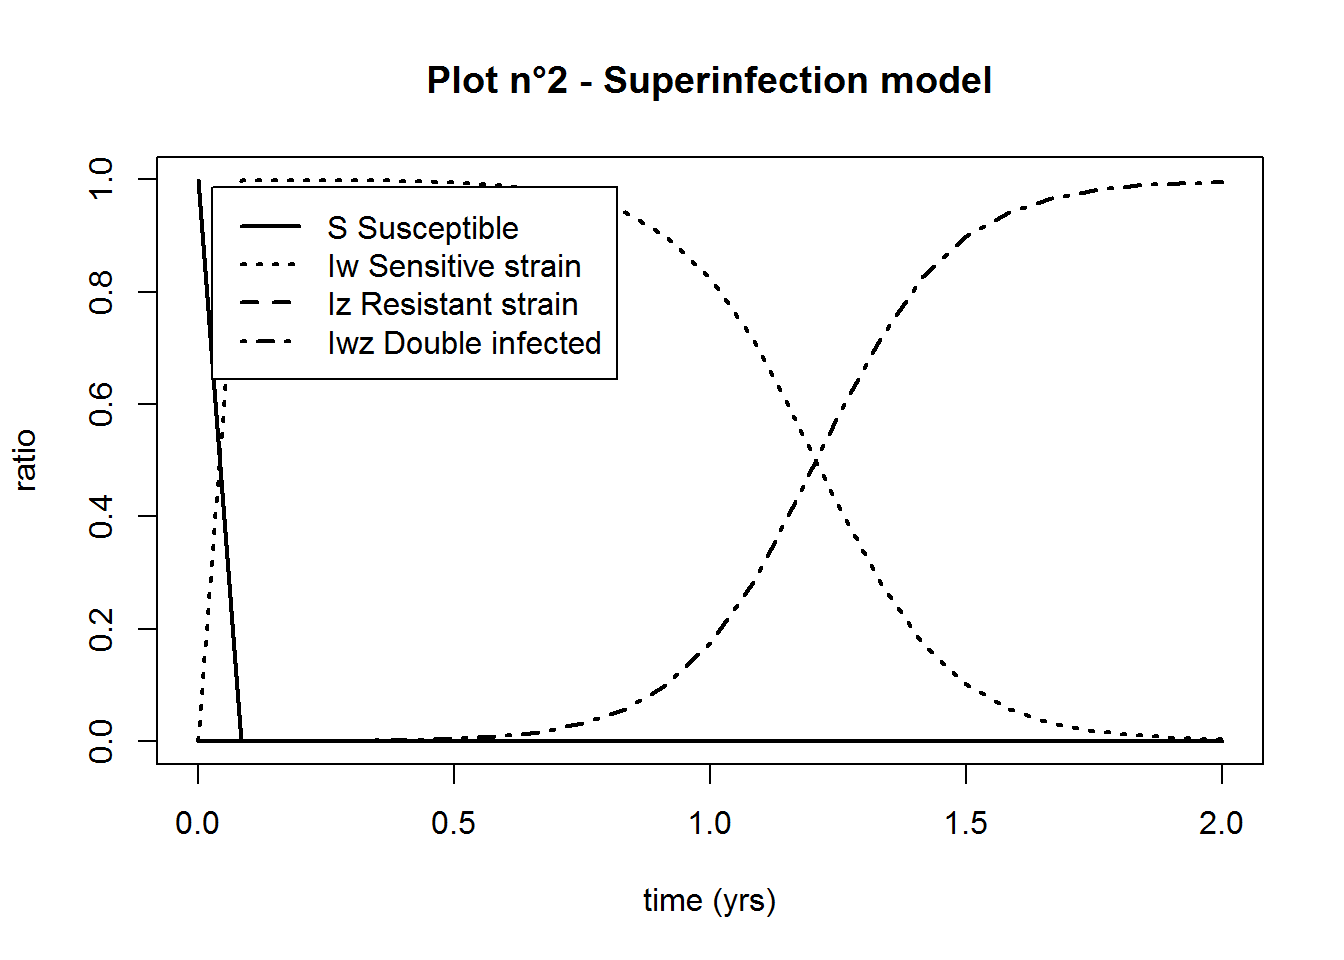 Plot n°2 - Superinfection model
1.0
0.8
0.6
0.4
0.2
0.0
ratio
S Susceptible
Iw Sensitive strain
Iz Resistant strain
Iwz Double infected
0.0 0.5 1.0 1.5 2.0
time (yrs)